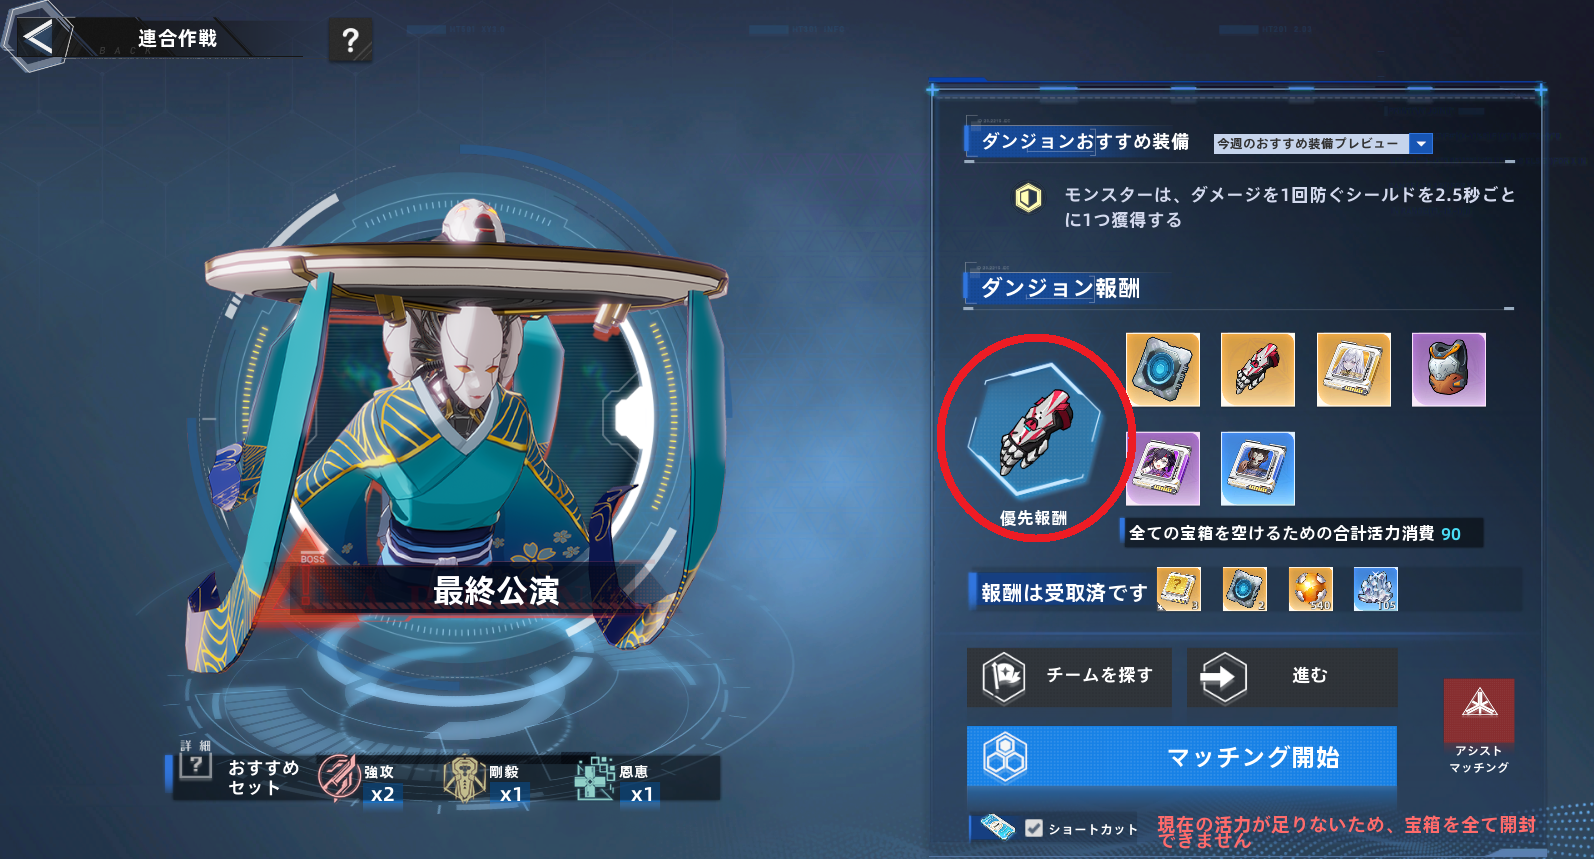 連合作戦
BACK
?
ダンジョンおすすめ装備
今週のおすすめ装備プレビュー
モンスターは、ダメージを1回防ぐシールドを2.5秒ごと
に1つ獲得する
ダンジョン報酬
優先報酬
全ての宝箱を空けるための合計活力消費 90
報酬は受取済です
3
2
540
105
BOSS
最終公演
チームを探す
進む
マッチング開始
アシスト
マッチング
詳細
?
おすすめ
セット
強攻
x2
剛毅
x1
恩恵
x1
ショートカット
現在の活力が足りないため、宝箱を全て開封
できません